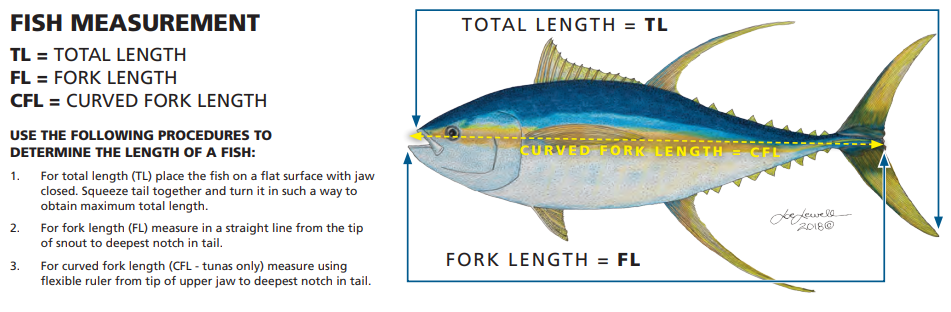 FISH MEASUREMENT
TL = TOTAL LENGTH
FL = FORK LENGTH
CFL = CURVED FORK LENGTH
USE THE FOLLOWING PROCEDURES TO
DETERMINE THE LENGTH OF A FISH:
1. For total length (TL) place the fish on a flat surface with jaw
closed. Squeeze tail together and turn it in such a way to
obtain maximum total length.
2. For fork length (FL) measure in a straight line from the tip
of snout to deepest notch in tail.
3. For curved fork length (CFL - tunas only) measure using
flexible ruler from tip of upper jaw to deepest notch in tail.
TOTAL LENGTH = TL
CURVED FORK LENGTH = CFL
Joe Jewell
2018©
FORK LENGTH = FL